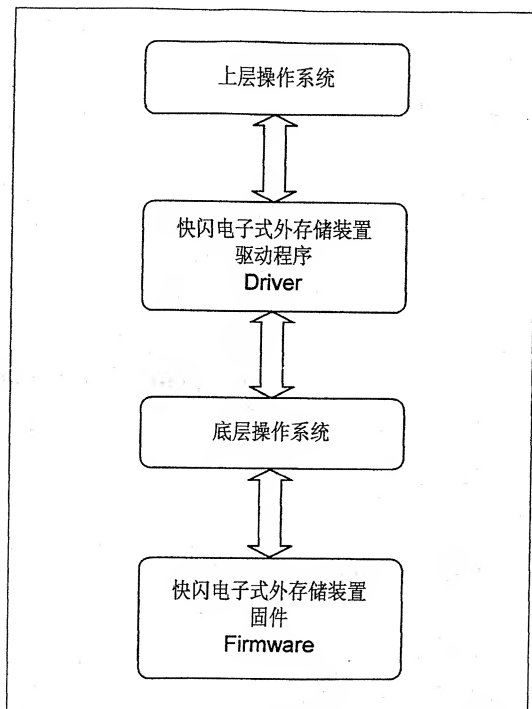 上层操作系统
快闪电子式外存储装置
驱动程序
Driver
底层操作系统
快闪电子式外存储装置
固件
Firmware